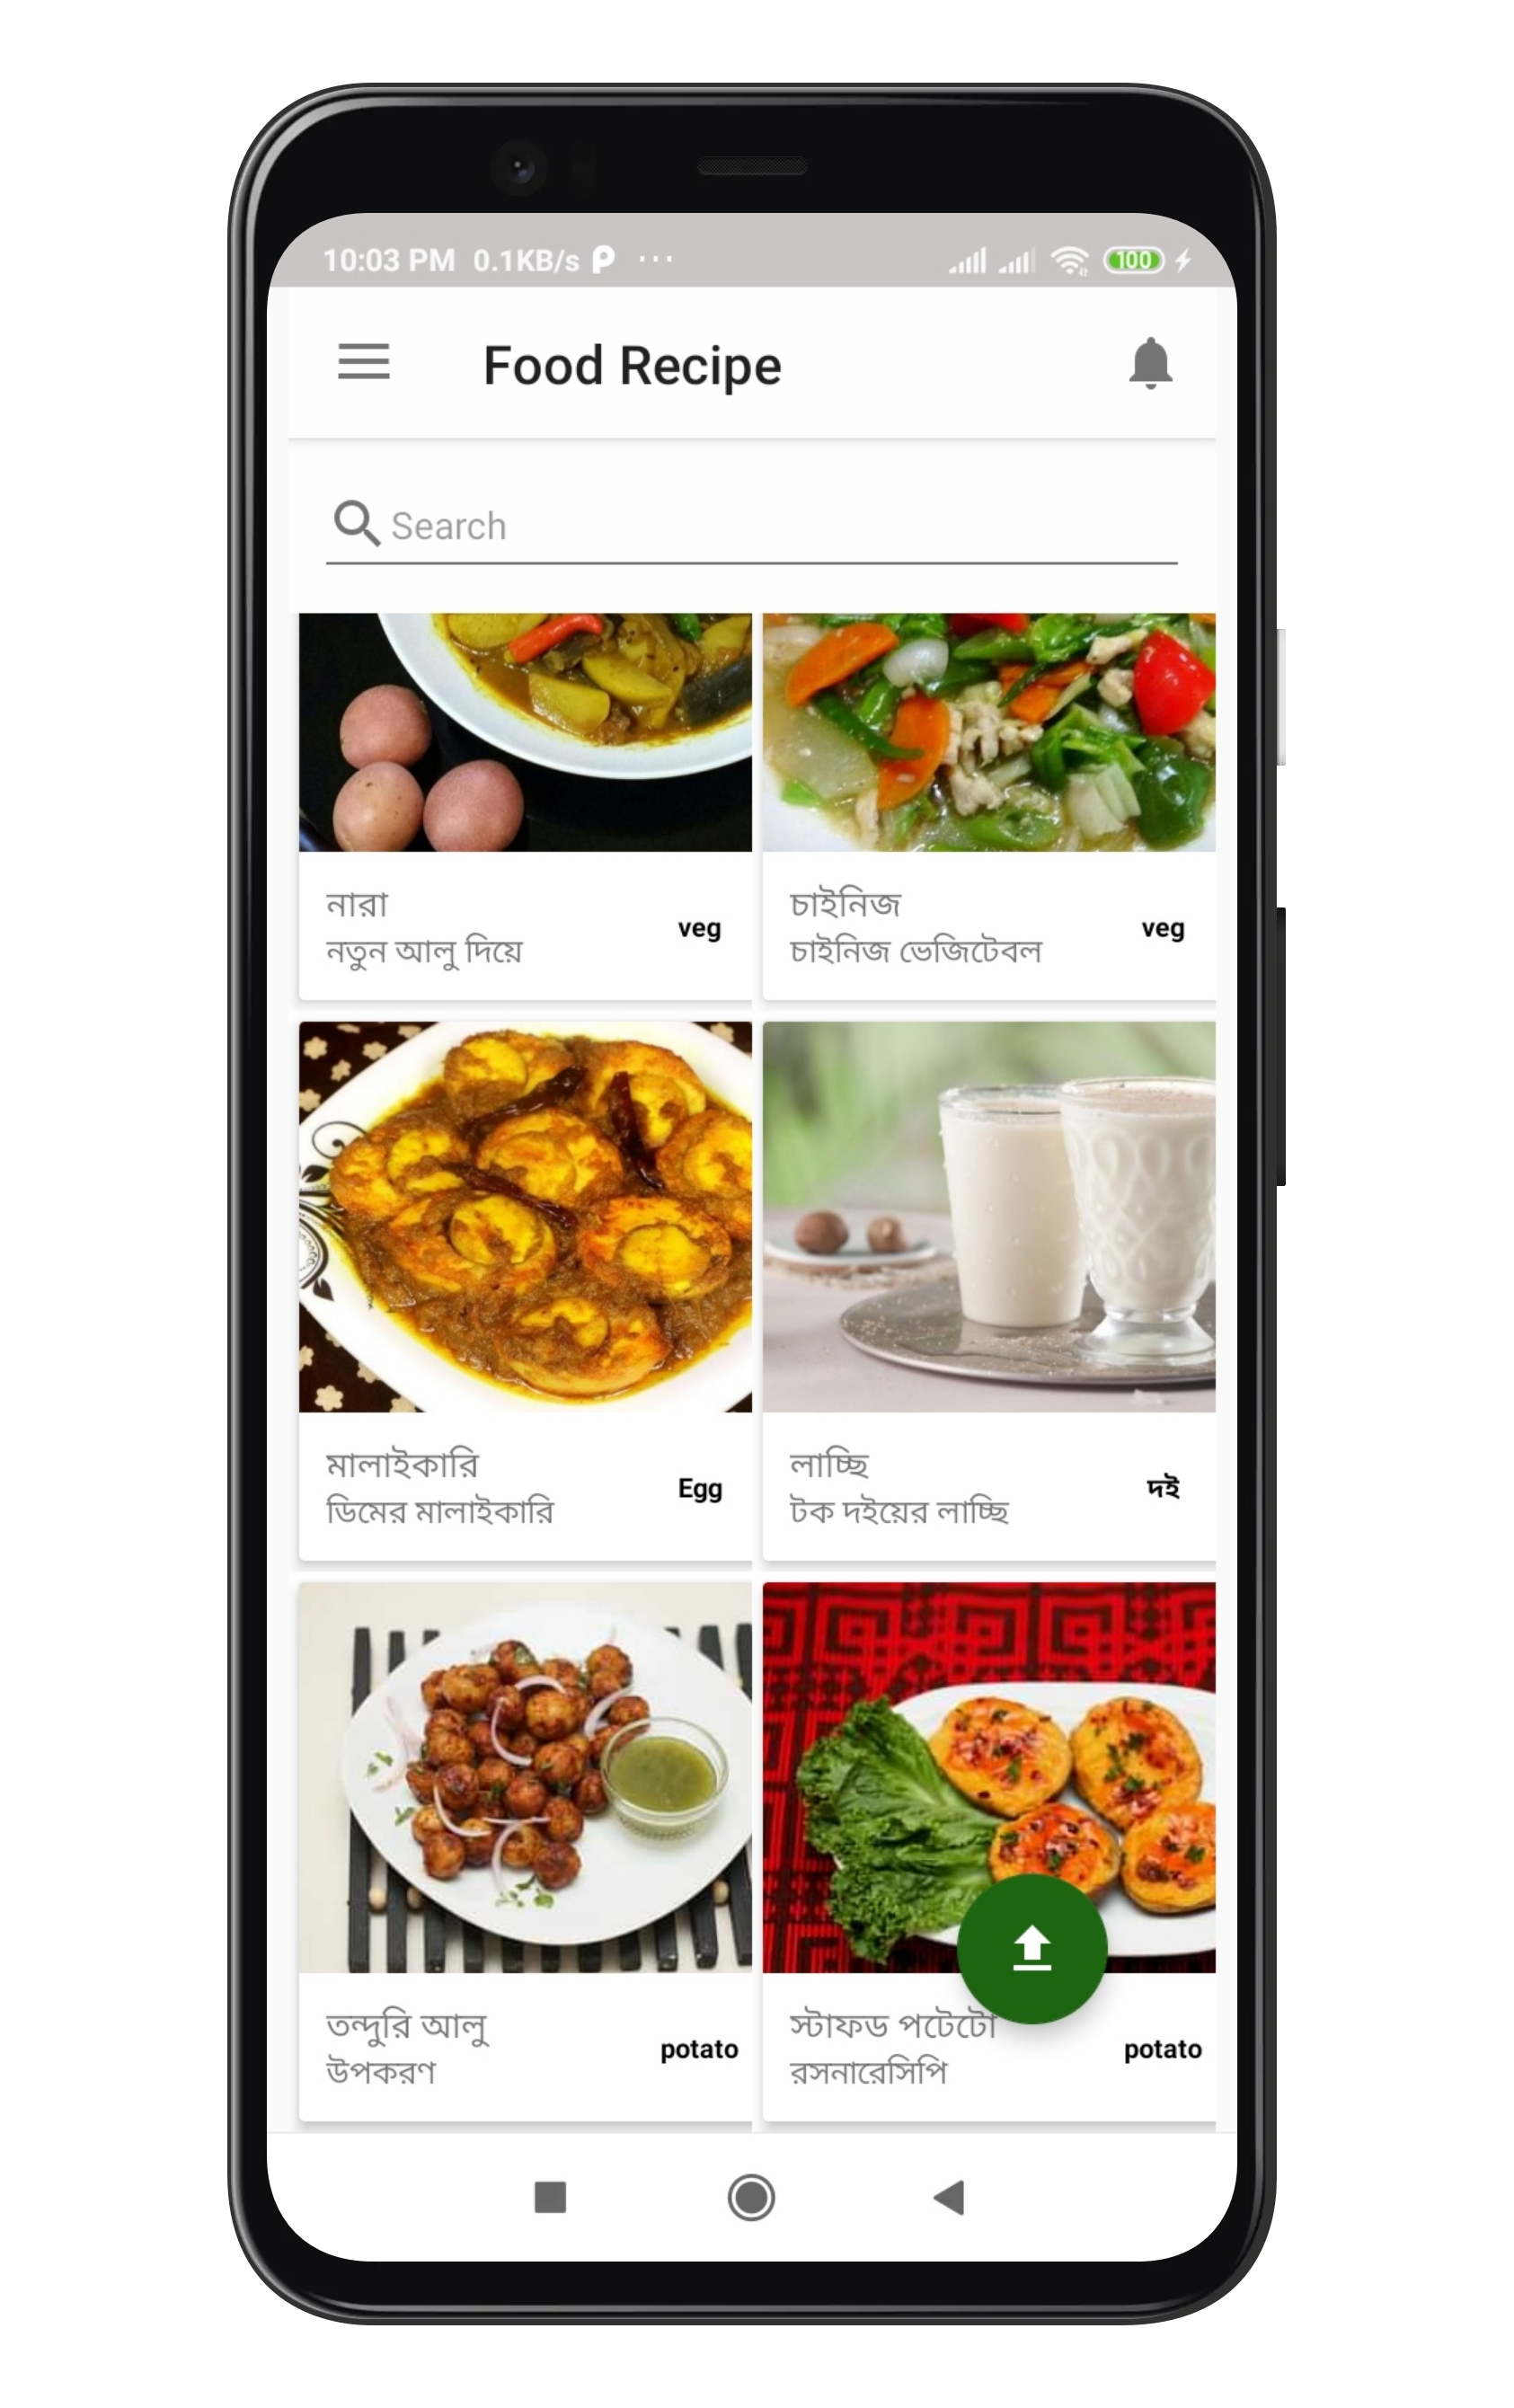 10:03 PM 0.1KB/s ··· 100
Food Recipe
Search
নারা
নতুন আলু দিয়ে
veg
চাইনিজ
চাইনিজ ভেজিটেবল
veg
মালাইকারি
ডিমের মালাইকারি
Egg
লাচ্ছি
টক দইয়ের লাচ্ছি
দই
তন্দুরি আলু
উপকরণ
potato
স্টাফড পটেটো
রসনারেসিপি
potato